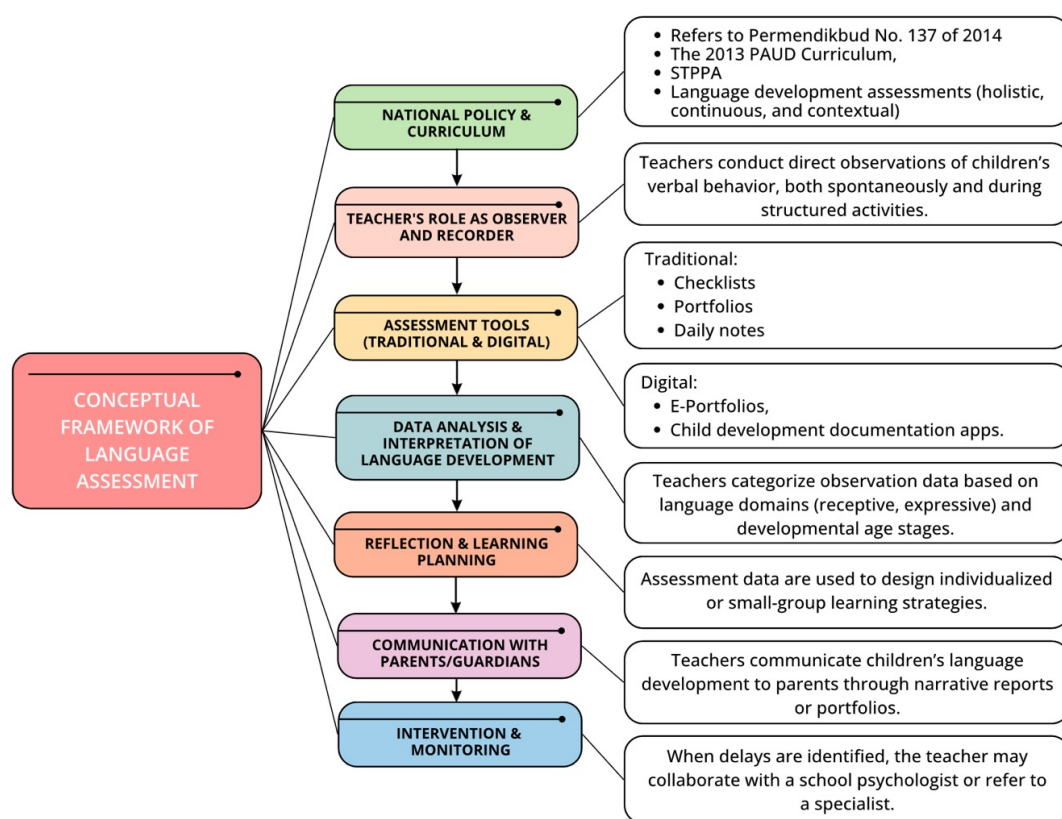 CONCEPTUAL
FRAMEWORK OF
LANGUAGE
ASSESSMENT
NATIONAL POLICY &
CURRICULUM
• Refers to Permendikbud No. 137 of 2014
• The 2013 PAUD Curriculum,
• STPPA
• Language development assessments (holistic,
continuous, and contextual)
TEACHER'S ROLE AS OBSERVER
AND RECORDER
Teachers conduct direct observations of children’s
verbal behavior, both spontaneously and during
structured activities.
ASSESSMENT TOOLS
(TRADITIONAL & DIGITAL)
Traditional:
• Checklists
• Portfolios
• Daily notes
Digital:
• E-Portfolios,
• Child development documentation apps.
DATA ANALYSIS &
INTERPRETATION OF
LANGUAGE DEVELOPMENT
Teachers categorize observation data based on
language domains (receptive, expressive) and
developmental age stages.
REFLECTION & LEARNING
PLANNING
Assessment data are used to design individualized
or small-group learning strategies.
COMMUNICATION WITH
PARENTS/GUARDIANS
Teachers communicate children’s language
development to parents through narrative reports
or portfolios.
INTERVENTION &
MONITORING
When delays are identified, the teacher may
collaborate with a school psychologist or refer to
a specialist.